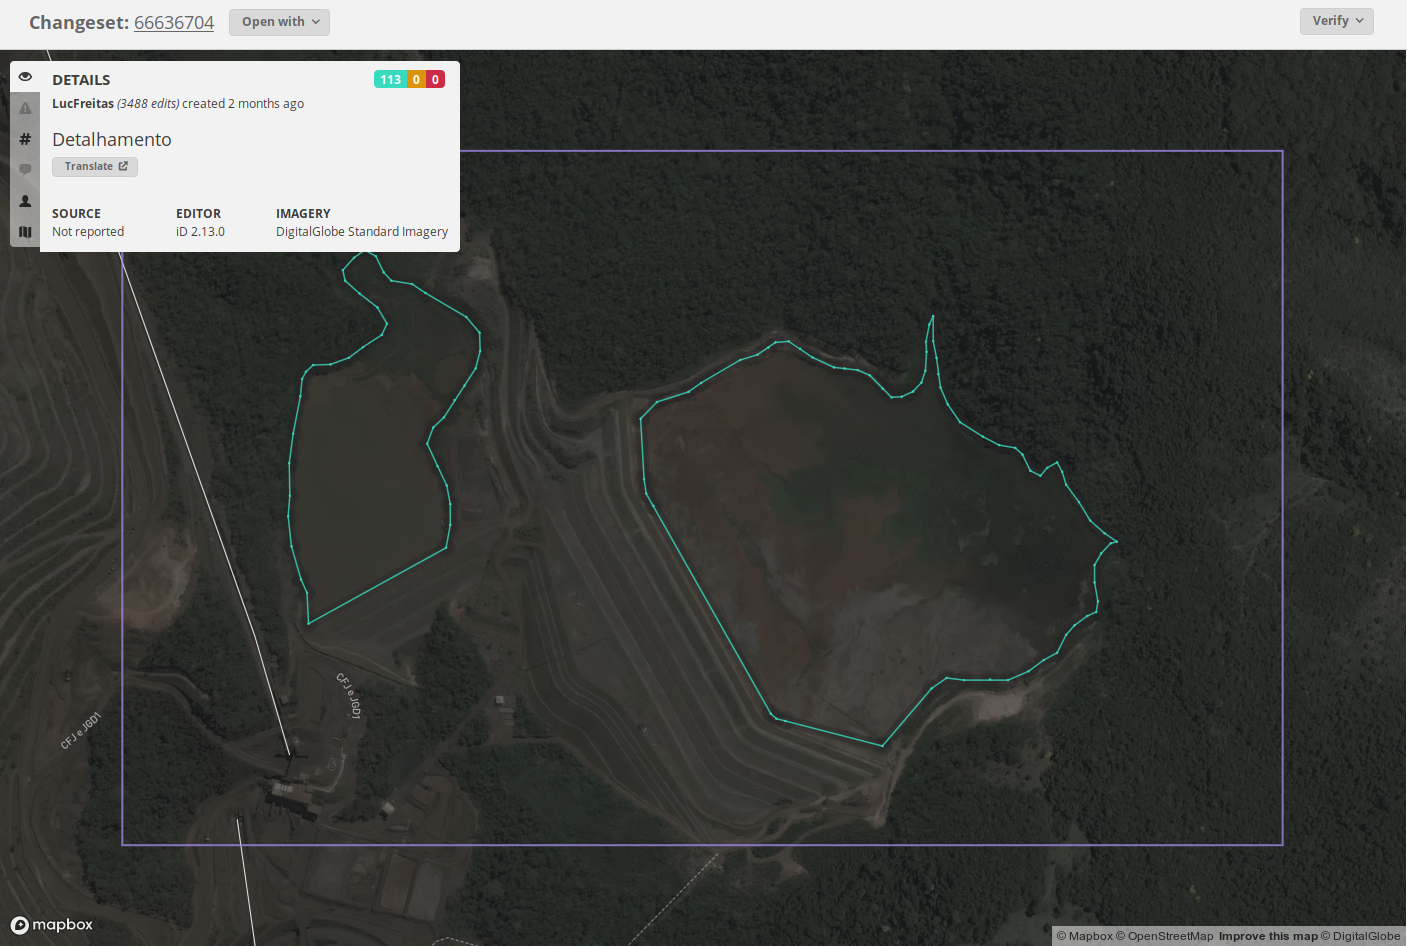 Changeset: 66636704
Open with
Verify
DETAILS
113 0 0
LucFreitas (3488 edits) created 2 months ago
Detalhamento
Translate
SOURCE EDITOR IMAGERY
Not reported iD 2.13.0 DigitalGlobe Standard Imagery
CFJ e JGD1
CFJ e JGD1
mapbox
© Mapbox © OpenStreetMap Improve this map © DigitalGlobe